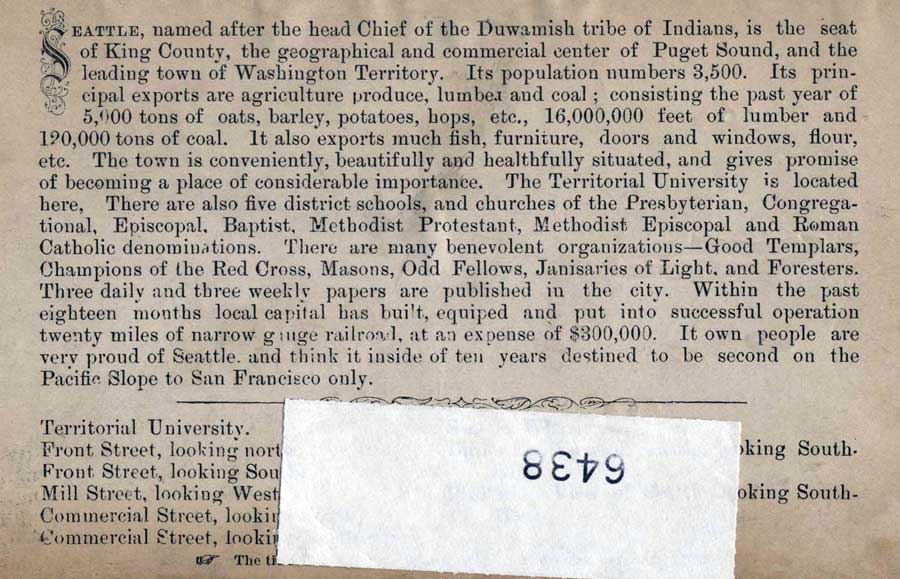 SEATTLE, named after the head Chief of the Duwamish tribe of Indians, is the seat
of King County, the geographical and commercial center of Puget Sound, and the
leading town of Washington Territory. Its population numbers 3,500. Its prin-
cipal exports are agriculture produce, lumber and coal; consisting the past year of
5,000 tons of oats, barley, potatoes, hops, etc., 16,000,000 feet of lumber and
tons of coal. It also exports much fish, furniture, doors and windows, flour,
etc. The town is conveniently, beautifully and healthfully situated, and gives promise
of becoming a place of considerable importance. The Territorial University is located
here, There are also five district schools, and churches of the Presbyterian, Congrega-
tional, Episcopal, Baptist, Methodist Protestant, Methodist Episcopal and Roman
Catholic denominations. There are many benevolent organizations—Good Templars,
Champions of the Red Cross, Masons, Odd Fellows, Janisaries of Light, and Foresters.
Three daily and three weekly papers are published in the city. Within the past
eighteen months local capital has built, equiped and put into successful operation
twenty miles of narrow gauge railroad, at an expense of $300,000. It own people are
very proud of Seattle. and think it inside of ten years destined to be second on the
Pacific Slope to San Francisco only.
Territorial University.
Front Street, looking nort oking South-
Front Street, looking Sou
Mill Street, looking West oking South-
Commercial Street, lookin
Commercial Street, lookin
☞ The ti
6438